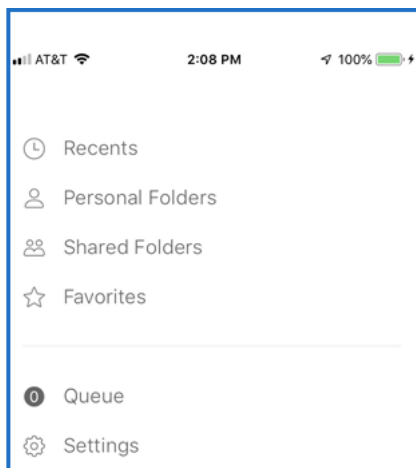 AT&T 2:08 PM 100%
Recents
Personal Folders
Shared Folders
Favorites
0 Queue
Settings